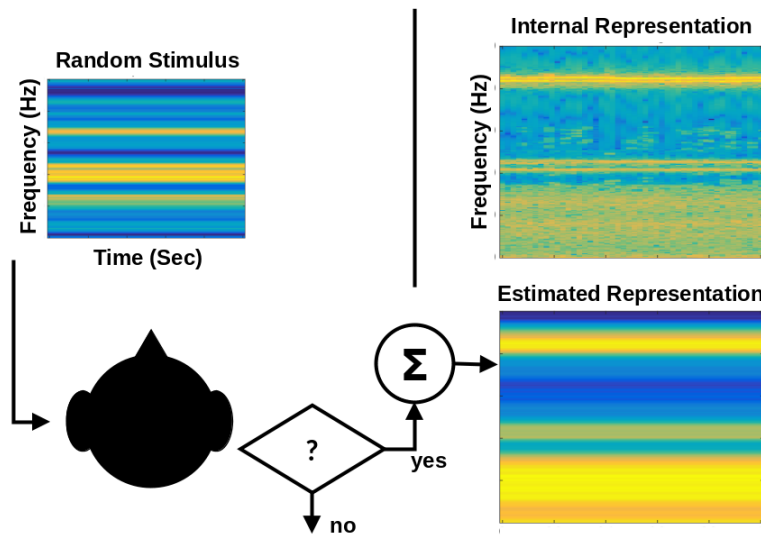 Random Stimulus
Frequency (Hz)
Time (Sec)
Internal Representation
Frequency (Hz)
Estimated Representation
Σ
?
yes
no